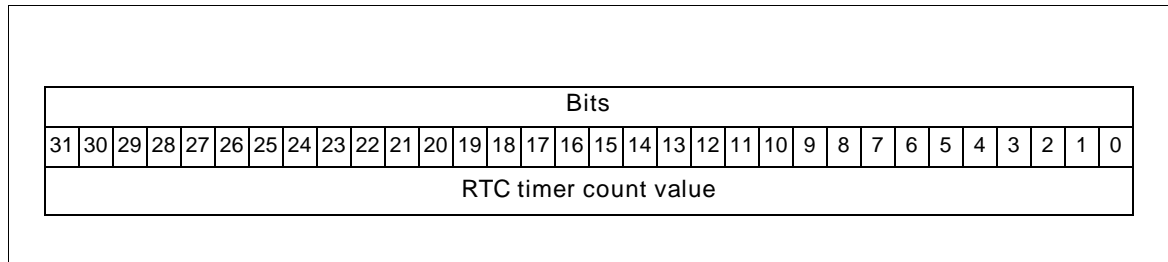 Bits
31 30 29 28 27 26 25 24 23 22 21 20 19 18 17 16 15 14 13 12 11 10 9 8 7 6 5 4 3 2 1 0
RTC timer count value